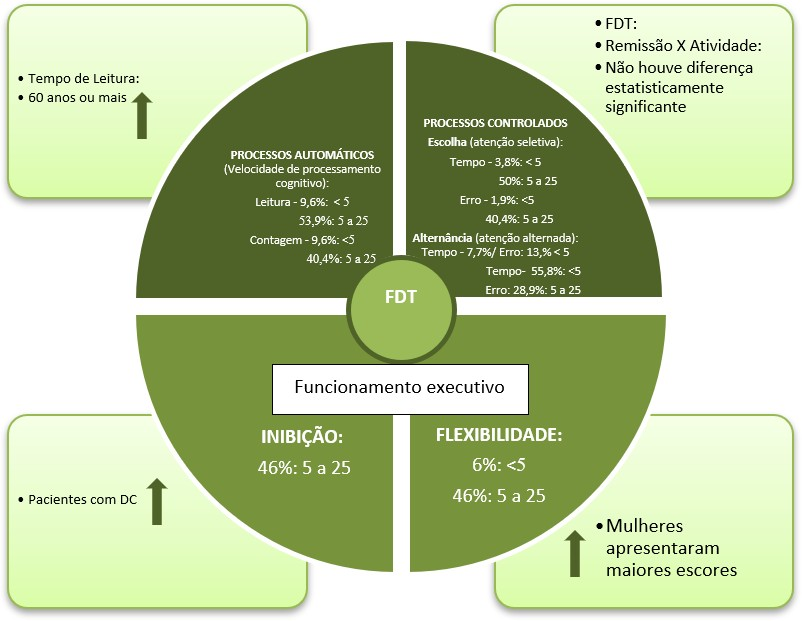 • Tempo de Leitura:
• 60 anos ou mais
• FDT:
• Remissão X Atividade:
• Não houve diferença
estatisticamente
significante
PROCESSOS AUTOMÁTICOS
(Velocidade de processamento
cognitivo):
Leitura - 9,6%: < 5
53,9%: 5 a 25
Contagem - 9,6%: <5
40,4%: 5 a 25
PROCESSOS CONTROLADOS
Escolha (atenção seletiva):
Tempo - 3,8%: < 5
50%: 5 a 25
Erro - 1,9%: <5
40,4%: 5 a 25
Alternância (atenção alternada):
Tempo - 7,7%/ Erro: 13,% < 5
Tempo- 55,8%: <5
Erro: 28,9%: 5 a 25
FDT
Funcionamento executivo
INIBIÇÃO:
46%: 5 a 25
FLEXIBILIDADE:
6%: <5
46%: 5 a 25
• Pacientes com DC
• Mulheres
apresentaram
maiores escores